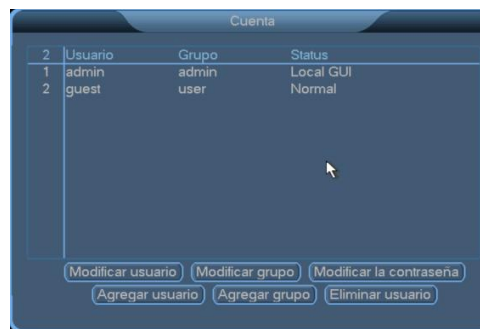 Cuenta
2 Usuario Grupo Status
1 admin admin Local GUI
2 guest user Normal
Modificar usuario Modificar grupo Modificar la contraseña
Agregar usuario Agregar grupo Eliminar usuario